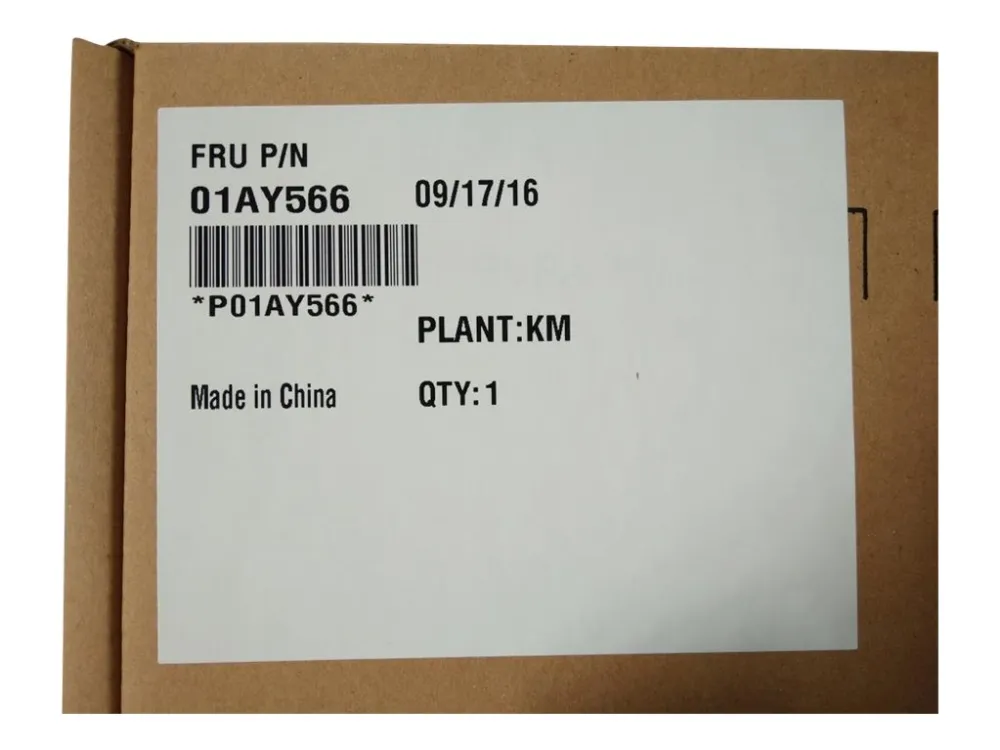 FRU P/N
01AY566 09/17/16
*P01AY566*
PLANT:KM
Made in China QTY: 1